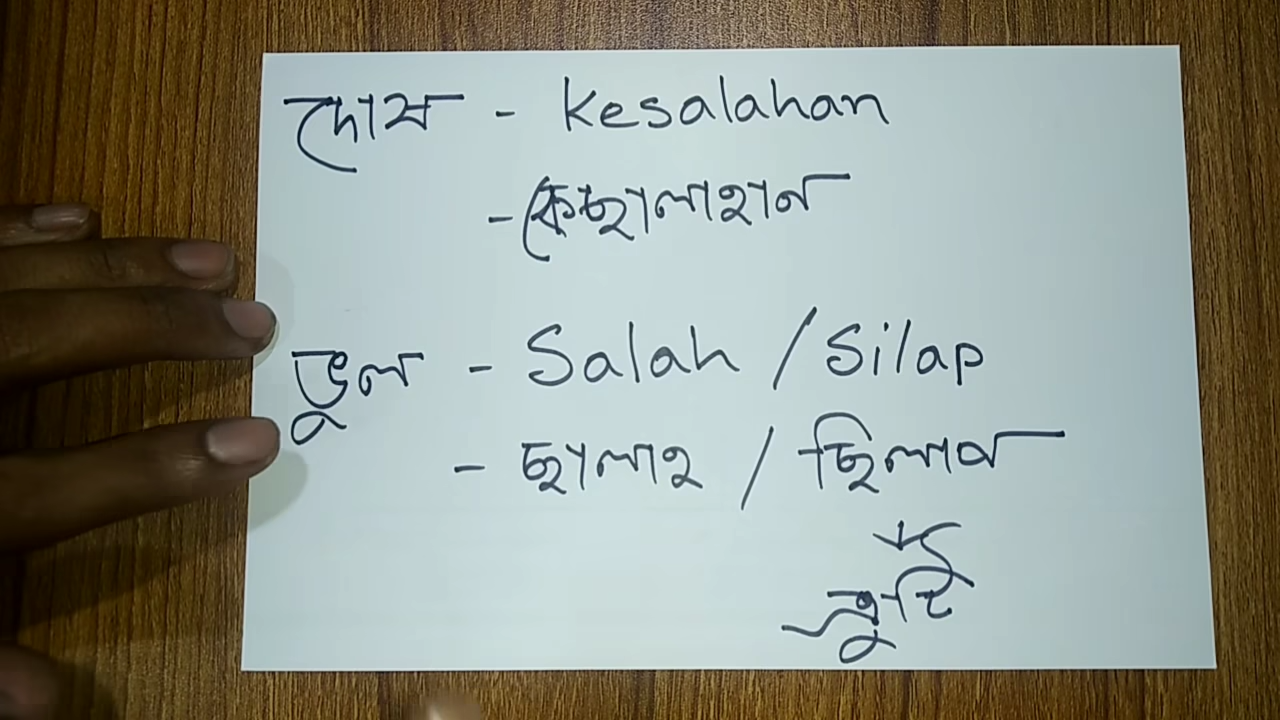 দোষ - Kesalahan
- কেছালাহান
ভুল - Salah / Silap
- ছালাহ / ছিলাপ
ত্রুটি